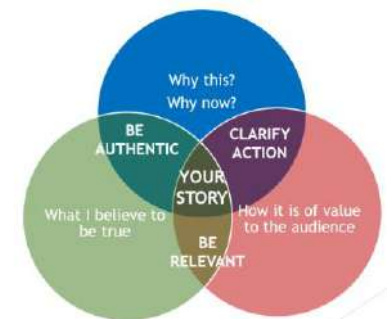 Why this?
Why now?
BE
AUTHENTIC
CLARIFY
ACTION
YOUR
STORY
What I believe to
be true
How it is of value
to the audience
BE
RELEVANT